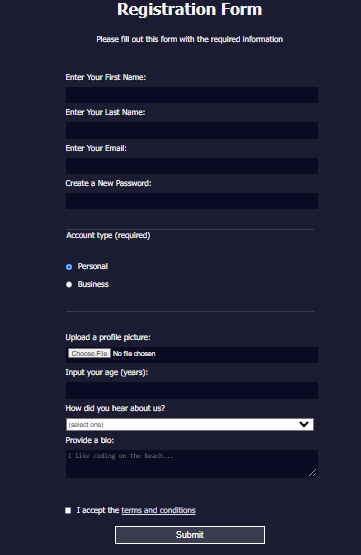 Registration Form
Please fill out this form with the required information
Enter Your First Name:
Enter Your Last Name:
Enter Your Email:
Create a New Password:
Account type (required)
Personal
Business
Upload a profile picture:
Choose File No file chosen
Input your age (years):
How did you hear about us?
(select one)
Provide a bio:
I like coding on the beach...
I accept the terms and conditions
Submit